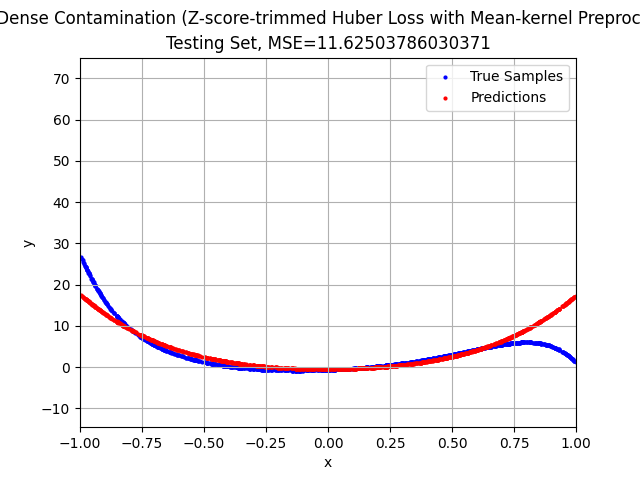 Dense Contamination (Z-score-trimmed Huber Loss with Mean-kernel Preproc
Testing Set, MSE=11.62503786030371
True Samples
Predictions
y
70
60
50
40
30
20
10
0
−10
−1.00 −0.75 −0.50 −0.25 0.00 0.25 0.50 0.75 1.00
x